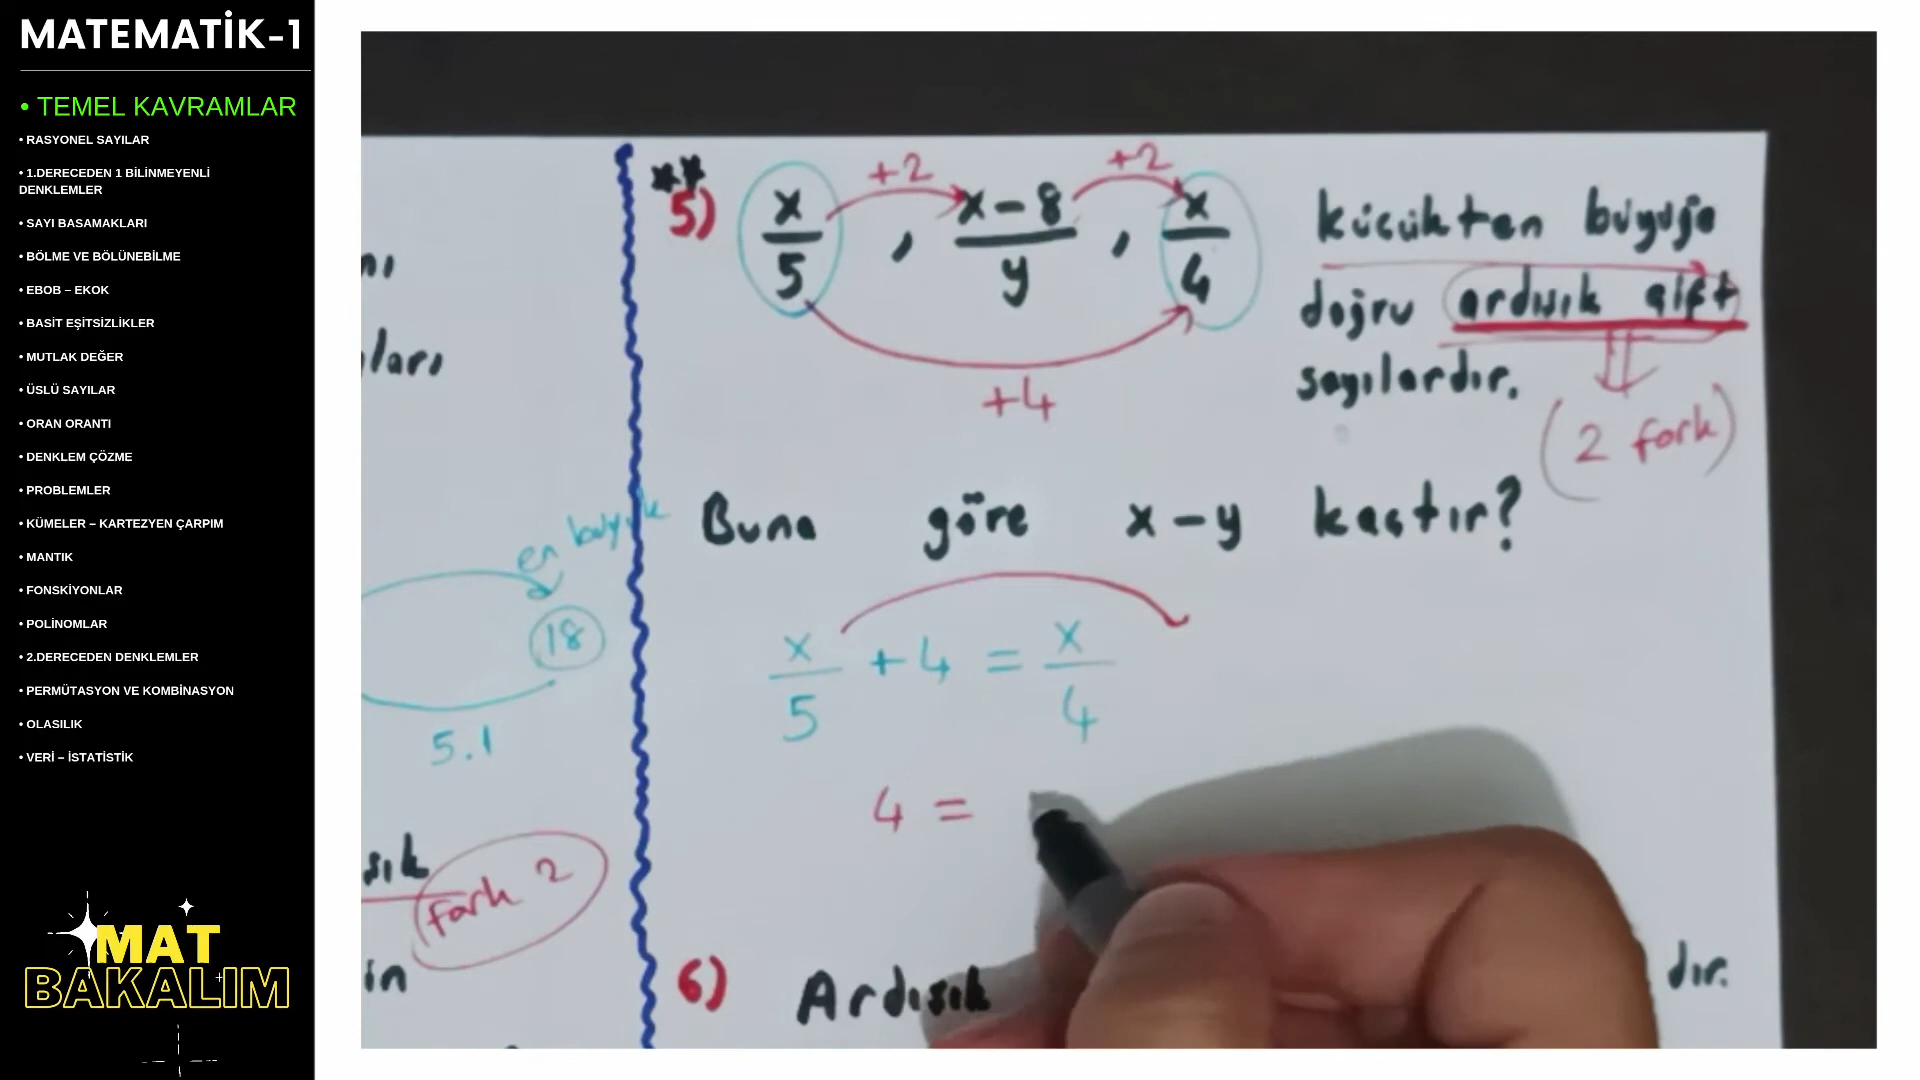 MATEMATİK-1
• TEMEL KAVRAMLAR
• RASYONEL SAYILAR
• 1.DERECEDEN 1 BİLİNMEYENLİ
DENKLEMLER
• SAYI BASAMAKLARI
• BÖLME VE BÖLÜNEBİLME
• EBOB – EKOK
• BASİT EŞİTSİZLİKLER
• MUTLAK DEĞER
• ÜSLÜ SAYILAR
• ORAN ORANTI
• DENKLEM ÇÖZME
• PROBLEMLER
• KÜMELER – KARTEZYEN ÇARPIM
• MANTIK
• FONSKİYONLAR
• POLİNOMLAR
• 2.DERECEDEN DENKLEMLER
• PERMÜTASYON VE KOMBİNASYON
• OLASILIK
• VERİ – İSTATİSTİK
MAT
BAKALIM
ları
en büyük
18
5.1
sık
fark 2
in
** +2 +2
5) x/5 , x-8/y , x/4 küçükten büyüğe
doğru ardışık çift
+4
sayılardır.
(2 fark)
Buna göre x-y kaçtır?
x/5 + 4 = x/4
4 =
6) Ardışık
dır.